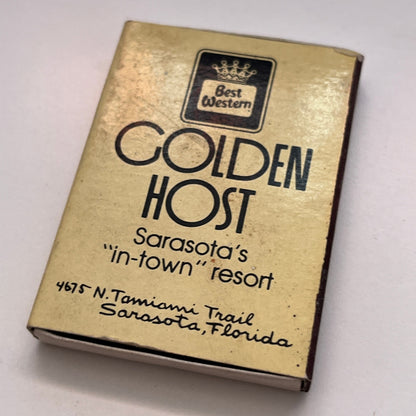 Best
Western
GOLDEN
HOST
Sarasota's
"in-town" resort
4675 N. Tamiami Trail
Sarasota, Florida